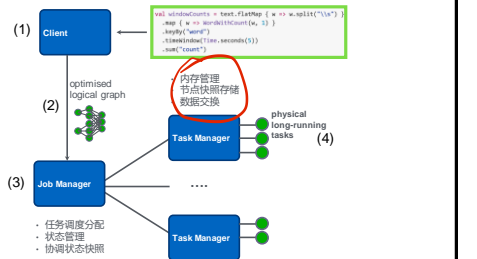 val windowCounts = text.flatMap { w => w.split("\\s") }
.map { w => WordWithCount(w, 1) }
.keyBy("word")
.timeWindow(Time.seconds(5))
.sum("count")
(1)
Client
· 内存管理
节点快照存储
数据交换
optimised
logical graph
(2)
physical
long-running
tasks
(4)
Task Manager
(3)
Job Manager
....
· 任务调度分配
· 状态管理
· 协调状态快照
Task Manager